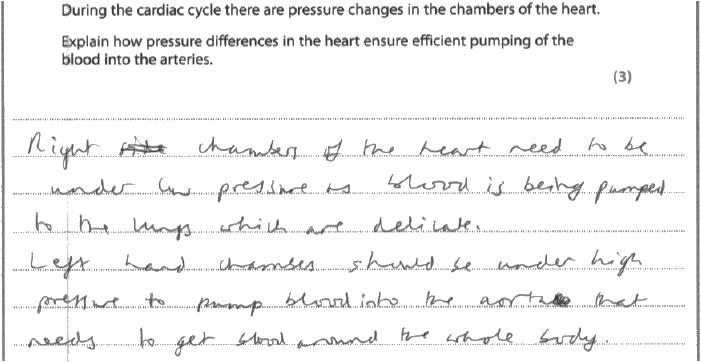 During the cardiac cycle there are pressure changes in the chambers of the heart.
Explain how pressure differences in the heart ensure efficient pumping of the
blood into the arteries.
(3)
Right side chambers of the heart need to be
under low pressure as blood is being pumped
to the lungs which are delicate.
Left hand chambers should be under high
pressure to pump blood into the aorta that
needs to get blood around the whole body.